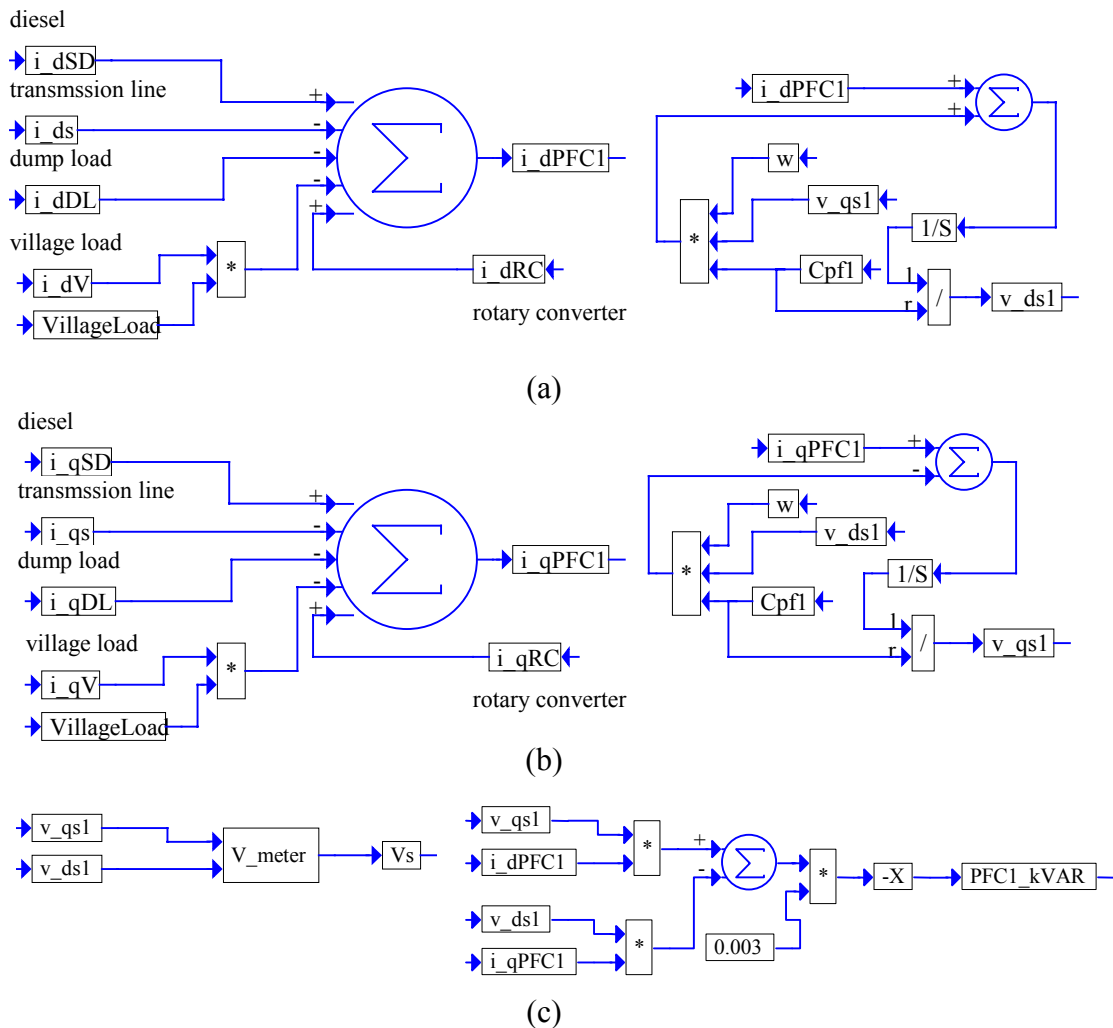 diesel
i_dSD
transmssion line
i_ds
dump load
i_dDL
village load
i_dV
VillageLoad
*
+
-
-
-
+
i_dPFC1
i_dRC
rotary converter
i_dPFC1
+
+
w
v_qs1
*
Cpf1
1/S
l
r
/
v_ds1
(a)
diesel
i_qSD
transmssion line
i_qs
dump load
i_qDL
village load
i_qV
VillageLoad
*
+
-
-
-
+
i_qPFC1
i_qRC
rotary converter
i_qPFC1
+
-
w
v_ds1
*
Cpf1
1/S
l
r
/
v_qs1
(b)
v_qs1
v_ds1
V_meter
Vs
v_qs1
i_dPFC1
*
v_ds1
i_qPFC1
*
+
-
0.003
*
-X
PFC1_kVAR
(c)